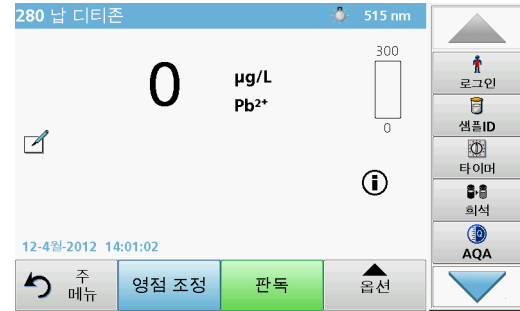 280 납 디티존
515 nm
300
0
µg/L
Pb²⁺
0
12-4월-2012 14:01:02
주
메뉴
영점 조정
판독
옵션
로그인
샘플ID
타이머
희석
AQA